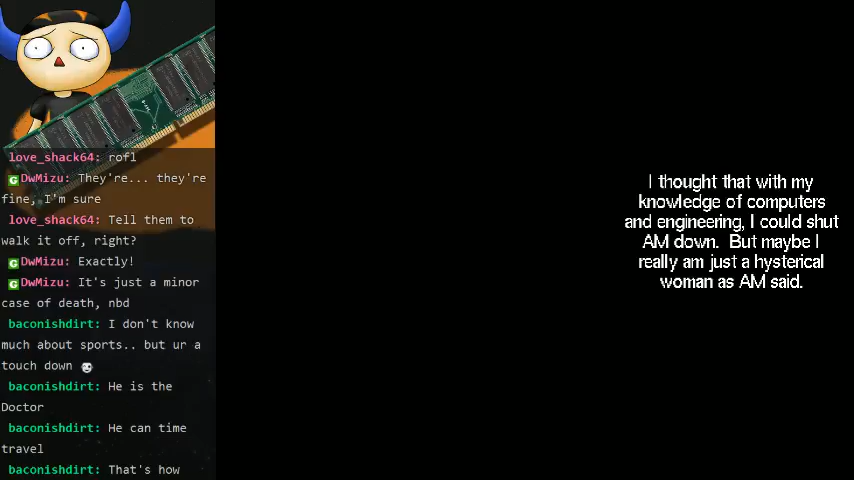 love_shack64: rofl
DwMizu: They're... they're
fine, I'm sure
love_shack64: Tell them to
walk it off, right?
DwMizu: Exactly!
DwMizu: It's just a minor
case of death, nbd
baconishdirt: I don't know
much about sports.. but ur a
touch down
baconishdirt: He is the
Doctor
baconishdirt: He can time
travel
baconishdirt: That's how
I thought that with my
knowledge of computers
and engineering, I could shut
AM down.  But maybe I
really am just a hysterical
woman as AM said.